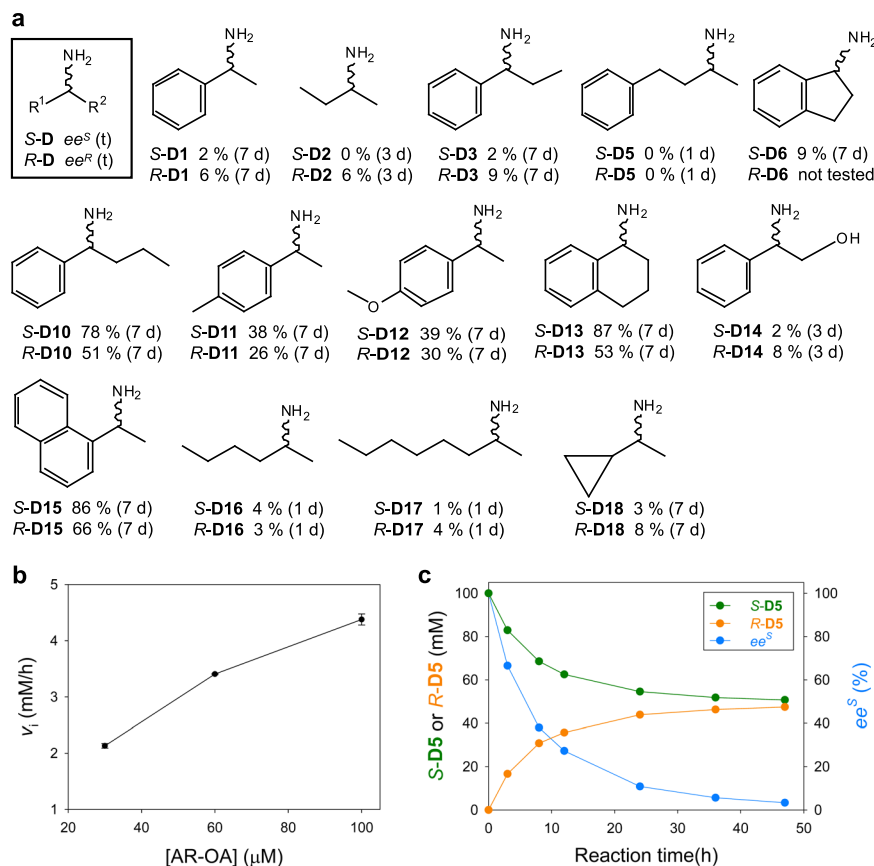 a
NH2
R1 R2
S-D eeS (t)
R-D eeR (t)
NH2
S-D1 2 % (7 d)
R-D1 6 % (7 d)
NH2
S-D2 0% (3 d)
R-D2 6% (3 d)
NH2
S-D3 2 % (7 d)
R-D3 9% (7 d)
NH2
S-D5 0 % (1 d)
R-D5 0% (1 d)
NH2
S-D6 9 % (7 d)
R-D6 not tested
NH2
S-D10 78 % (7 d)
R-D10 51 % (7 d)
NH2
S-D11 38 % (7 d)
R-D11 26 % (7 d)
NH2
O
S-D12 39 % (7 d)
R-D12 30 % (7 d)
NH2
S-D13 87 % (7 d)
R-D13 53 % (7 d)
NH2
OH
S-D14 2 % (3 d)
R-D14 8 % (3 d)
NH2
S-D15 86 % (7 d)
R-D15 66 % (7 d)
NH2
S-D16 4 % (1 d)
R-D16 3 % (1 d)
NH2
S-D17 1 % (1 d)
R-D17 4 % (1 d)
NH2
S-D18 3 % (7 d)
R-D18 8 % (7 d)
b
vi (mM/h)
5
4
3
2
1
20 40 60 80 100
[AR-OA] (μM)
c
S-D5 or R-D5 (mM)
100
80
60
40
20
0
S-D5
R-D5
eeS
100
80
60
40
20
0
eeS (%)
0 10 20 30 40 50
Reaction time(h)